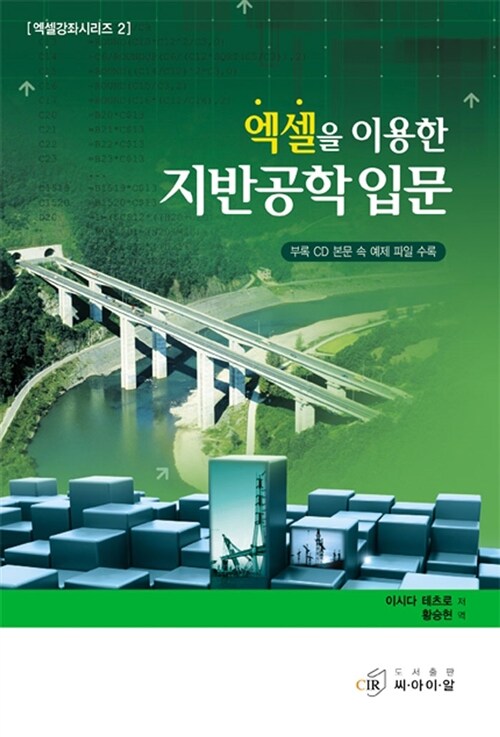 [엑셀강좌시리즈 2]
엑셀을 이용한
지반공학 입문
부록 CD 본문 속 예제 파일 수록
이시다 테츠로 저
황승현 역
CIR
도서출판
씨·아이·알